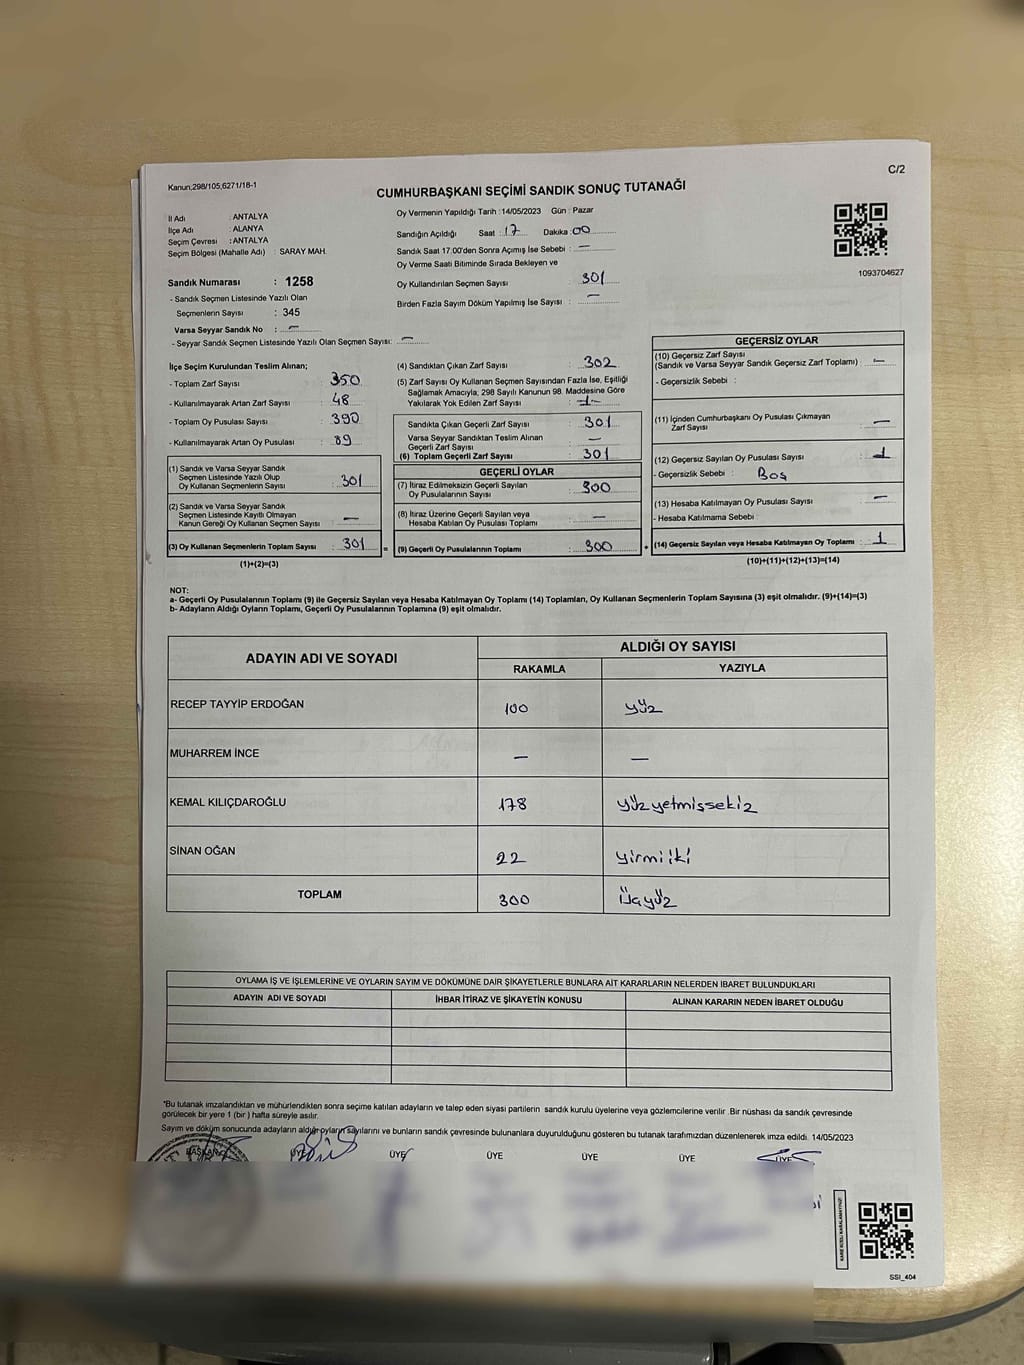 C/2
Kanun,298/105,6271/18-1
CUMHURBAŞKANI SEÇİMİ SANDIK SONUÇ TUTANAĞI
İl Adı : ANTALYA
İlçe Adı : ALANYA
Seçim Çevresi : ANTALYA
Seçim Bölgesi (Mahalle Adı) : SARAY MAH.
Sandık Numarası : 1258
- Sandık Seçmen Listesinde Yazılı Olan
Seçmenlerin Sayısı : 345
Varsa Seyyar Sandık No : —
- Seyyar Sandık Seçmen Listesinde Yazılı Olan Seçmen Sayısı: —
Oy Vermenin Yapıldığı Tarih : 14/05/2023 Gün : Pazar
Sandığın Açıldığı Saat : 17 Dakika : 00
Sandık Saat 17:00'den Sonra Açımış İse Sebebi : —
Oy Verme Saati Bitiminde Sırada Bekleyen ve
Oy Kullandırılan Seçmen Sayısı : 301
Birden Fazla Sayım Döküm Yapılmış İse Sayısı : —
1093704627
İlçe Seçim Kurulundan Teslim Alınan;
- Toplam Zarf Sayısı : 350
- Kullanılmayarak Artan Zarf Sayısı : 48
- Toplam Oy Pusulası Sayısı : 390
- Kullanılmayarak Artan Oy Pusulası : 89
(1) Sandık ve Varsa Seyyar Sandık
Seçmen Listesinde Yazılı Olup
Oy Kullanan Seçmenlerin Sayısı : 301
(2) Sandık ve Varsa Seyyar Sandık
Seçmen Listesinde Kayıtlı Olmayan
Kanun Gereği Oy Kullanan Seçmen Sayısı : —
(3) Oy Kullanan Seçmenlerin Toplam Sayısı : 301 =
(1)+(2)=(3)
(4) Sandıktan Çıkan Zarf Sayısı : 302
(5) Zarf Sayısı Oy Kullanan Seçmen Sayısından Fazla İse, Eşitliği
Sağlamak Amacıyla, 298 Sayılı Kanunun 98. Maddesine Göre
Yakılarak Yok Edilen Zarf Sayısı : -1-
Sandıkta Çıkan Geçerli Zarf Sayısı : 301
Varsa Seyyar Sandıktan Teslim Alınan
Geçerli Zarf Sayısı : —
(6) Toplam Geçerli Zarf Sayısı : 301
GEÇERLİ OYLAR
(7) İtiraz Edilmeksizin Geçerli Sayılan
Oy Pusulalarının Sayısı : 300
(8) İtiraz Üzerine Geçerli Sayılan veya
Hesaba Katılan Oy Pusulası Toplamı : —
(9) Geçerli Oy Pusulalarının Toplamı : 300 +
GEÇERSİZ OYLAR
(10) Geçersiz Zarf Sayısı
(Sandık ve Varsa Seyyar Sandık Geçersiz Zarf Toplamı) : —
- Geçersizlik Sebebi :
(11) İçinden Cumhurbaşkanı Oy Pusulası Çıkmayan
Zarf Sayısı : —
(12) Geçersiz Sayılan Oy Pusulası Sayısı : 1
- Geçersizlik Sebebi : Boş
(13) Hesaba Katılmayan Oy Pusulası Sayısı : —
- Hesaba Katılmama Sebebi :
(14) Geçersiz Sayılan veya Hesaba Katılmayan Oy Toplamı : 1
(10)+(11)+(12)+(13)=(14)
NOT:
a- Geçerli Oy Pusulalarının Toplamı (9) ile Geçersiz Sayılan ve Hesaba Katılmayan Oy Toplamı (14) Toplamları, Oy Kullanan Seçmenlerin Toplam Sayısına (3) eşit olmalıdır. (9)+(14)=(3)
b- Adayların Aldığı Oyların Toplamı, Geçerli Oy Pusulalarının Toplamına (9) eşit olmalıdır.
ADAYIN ADI VE SOYADI
ALDIĞI OY SAYISI
RAKAMLA YAZIYLA
RECEP TAYYİP ERDOĞAN 100 yüz
MUHARREM İNCE — —
KEMAL KILIÇDAROĞLU 178 yüzyetmişsekiz
SİNAN OĞAN 22 yirmiiki
TOPLAM 300 Üçyüz
OYLAMA İŞ VE İŞLEMLERİNE VE OYLARIN SAYIM VE DÖKÜMÜNE DAİR ŞİKAYETLERLE BUNLARA AİT KARARLARIN NELERDEN İBARET BULUNDUKLARI
ADAYIN ADI VE SOYADI İHBAR İTİRAZ VE ŞİKAYETİN KONUSU ALINAN KARARIN NEDEN İBARET OLDUĞU
*Bu tutanak imzalandıktan ve mühürlendikten sonra seçime katılan adayların ve talep eden siyasi partilerin sandık kurulu üyelerine veya gözlemcilerine verilir. Bir nüshası da sandık çevresinde
görülecek bir yere 1 (bir ) hafta süreyle asılır.
Sayım ve döküm sonucunda adayların aldığı oyların sayılarını ve bunların sandık çevresinde bulunanlara duyurulduğunu gösteren bu tutanak tarafımızdan düzenlenerek imza edildi. 14/05/2023
BAŞKAN ÜYE ÜYE ÜYE ÜYE ÜYE ÜYE
KARE KODU KARALAMAYINIZ!
SSI_404